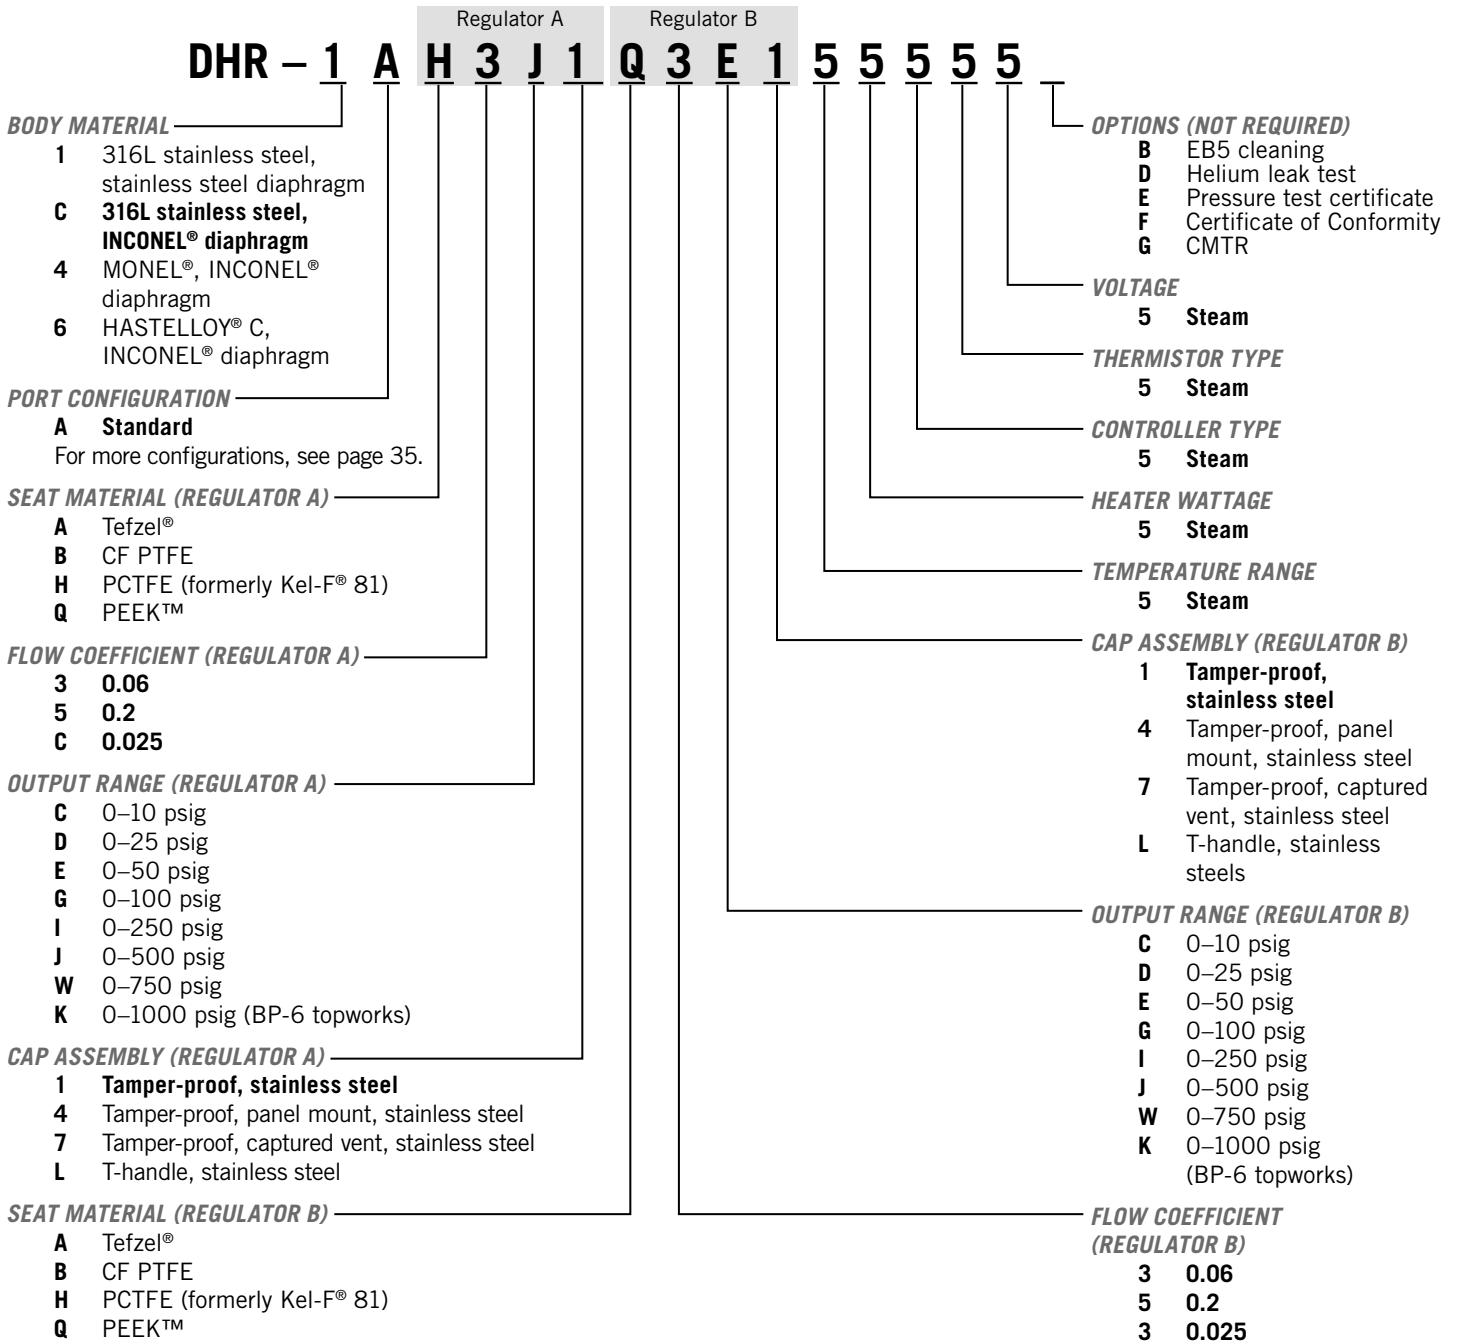 Regulator A
Regulator B
DHR – 1 A H 3 J 1 Q 3 E 1 5 5 5 5 5 _
BODY MATERIAL
1 316L stainless steel,
stainless steel diaphragm
C 316L stainless steel,
INCONEL® diaphragm
4 MONEL®, INCONEL®
diaphragm
6 HASTELLOY® C,
INCONEL® diaphragm
PORT CONFIGURATION
A Standard
For more configurations, see page 35.
SEAT MATERIAL (REGULATOR A)
A Tefzel®
B CF PTFE
H PCTFE (formerly Kel-F® 81)
Q PEEK™
FLOW COEFFICIENT (REGULATOR A)
3 0.06
5 0.2
C 0.025
OUTPUT RANGE (REGULATOR A)
C 0–10 psig
D 0–25 psig
E 0–50 psig
G 0–100 psig
I 0–250 psig
J 0–500 psig
W 0–750 psig
K 0–1000 psig (BP-6 topworks)
CAP ASSEMBLY (REGULATOR A)
1 Tamper-proof, stainless steel
4 Tamper-proof, panel mount, stainless steel
7 Tamper-proof, captured vent, stainless steel
L T-handle, stainless steel
SEAT MATERIAL (REGULATOR B)
A Tefzel®
B CF PTFE
H PCTFE (formerly Kel-F® 81)
Q PEEK™
OPTIONS (NOT REQUIRED)
B EB5 cleaning
D Helium leak test
E Pressure test certificate
F Certificate of Conformity
G CMTR
VOLTAGE
5 Steam
THERMISTOR TYPE
5 Steam
CONTROLLER TYPE
5 Steam
HEATER WATTAGE
5 Steam
TEMPERATURE RANGE
5 Steam
CAP ASSEMBLY (REGULATOR B)
1 Tamper-proof,
stainless steel
4 Tamper-proof, panel
mount, stainless steel
7 Tamper-proof, captured
vent, stainless steel
L T-handle, stainless
steels
OUTPUT RANGE (REGULATOR B)
C 0–10 psig
D 0–25 psig
E 0–50 psig
G 0–100 psig
I 0–250 psig
J 0–500 psig
W 0–750 psig
K 0–1000 psig
(BP-6 topworks)
FLOW COEFFICIENT
(REGULATOR B)
3 0.06
5 0.2
3 0.025